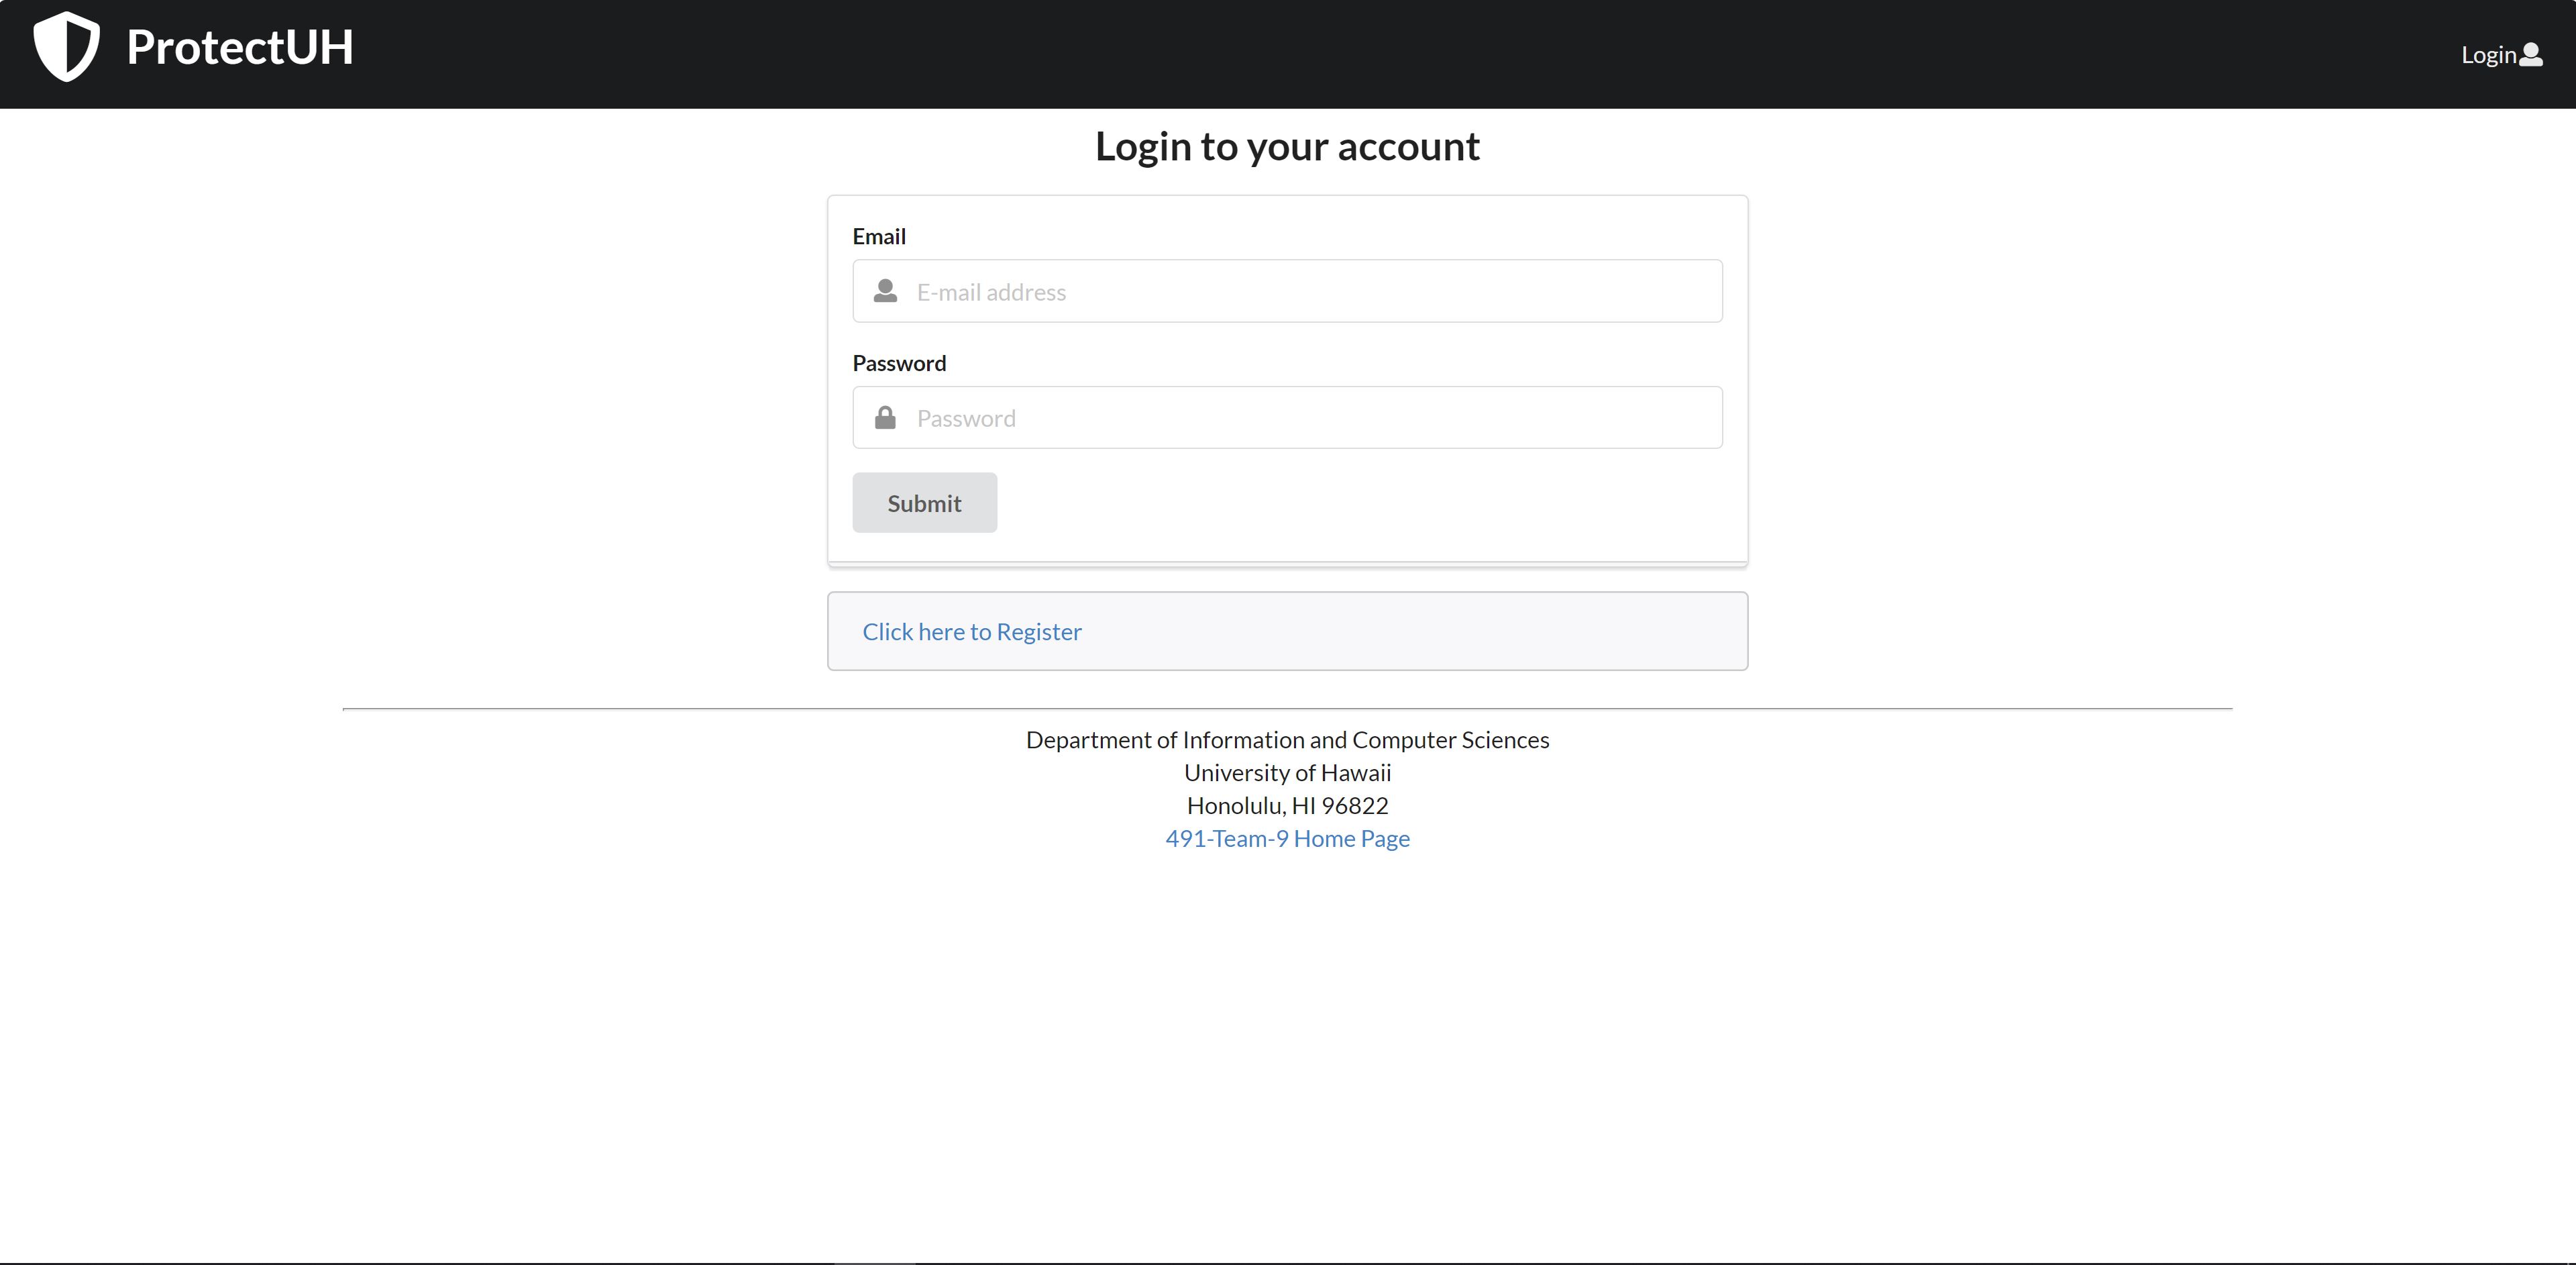 ProtectUH
Login
Login to your account
Email
E-mail address
Password
Password
Submit
Click here to Register
Department of Information and Computer Sciences
University of Hawaii
Honolulu, HI 96822
491-Team-9 Home Page